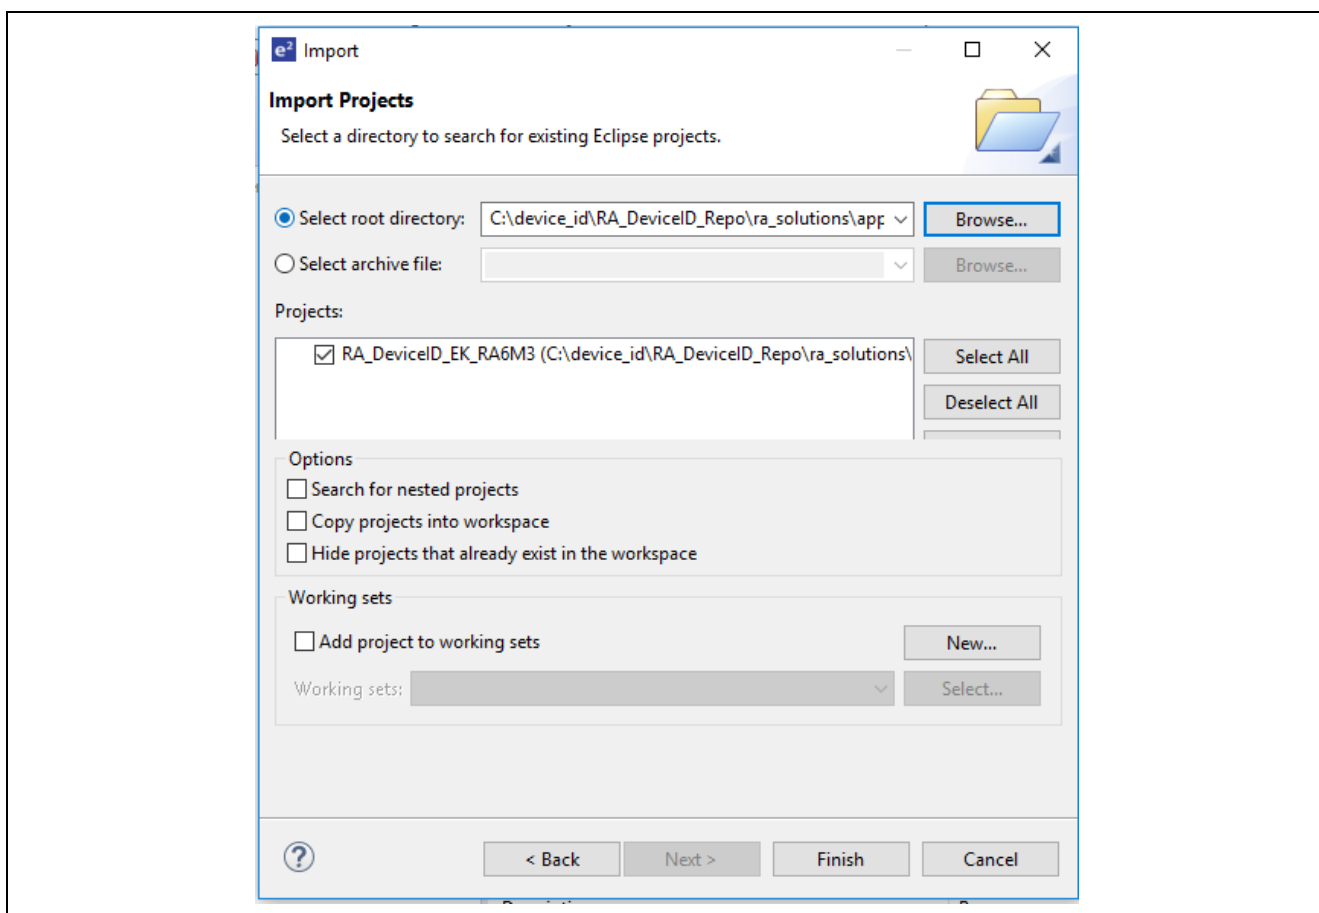 e² Import
Import Projects
Select a directory to search for existing Eclipse projects.
Select root directory: C:\device_id\RA_DeviceID_Repo\ra_solutions\app Browse...
Select archive file: Browse...
Projects:
RA_DeviceID_EK_RA6M3 (C:\device_id\RA_DeviceID_Repo\ra_solutions\ Select All
Deselect All
Options
Search for nested projects
Copy projects into workspace
Hide projects that already exist in the workspace
Working sets
Add project to working sets New...
Working sets: Select...
? < Back Next > Finish Cancel